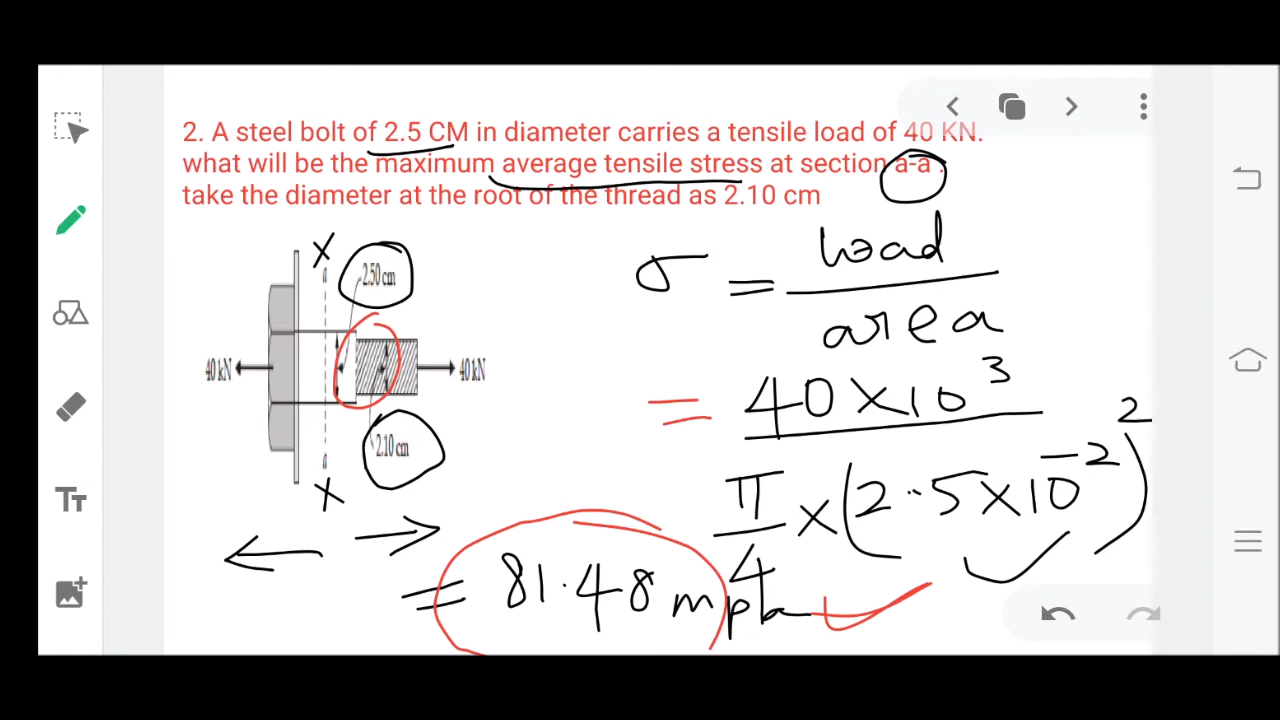 2. A steel bolt of 2.5 CM in diameter carries a tensile load of 40 KN.
what will be the maximum average tensile stress at section a-a .
take the diameter at the root of the thread as 2.10 cm
X
2.50 cm
40 kN
40 kN
2.10 cm
X
σ = load
area
= 40×10³
π
4
×(2.5×10⁻²)²
= 81.48 mpa
TT